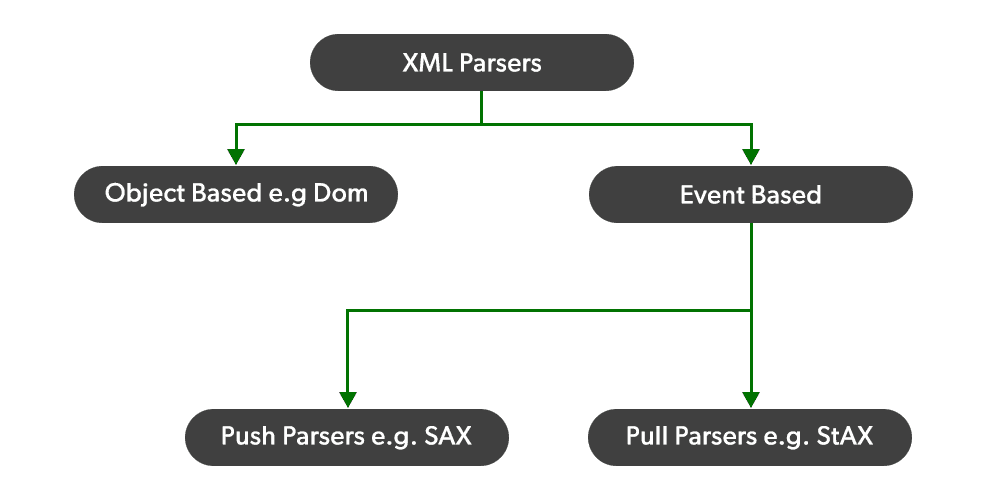 XML Parsers
Object Based e.g Dom
Event Based
Push Parsers e.g. SAX
Pull Parsers e.g. StAX